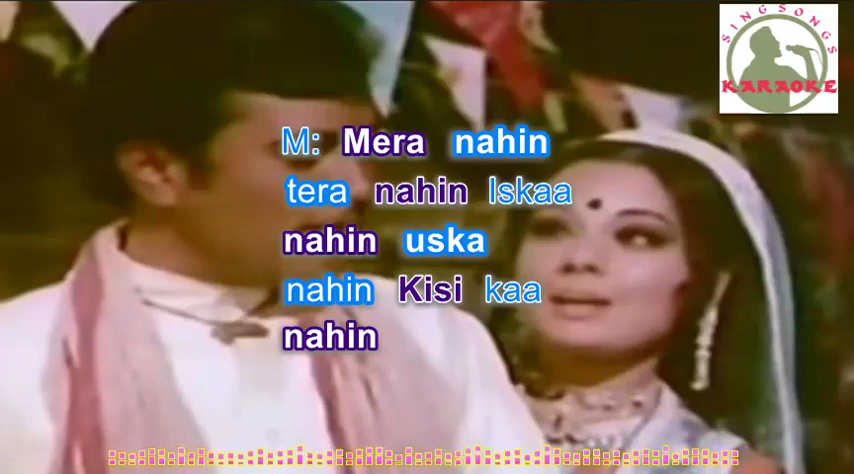 SINGSONGS
KARAOKE
M: Mera nahin
tera nahin Iskaa
nahin uska
nahin Kisi kaa
nahin